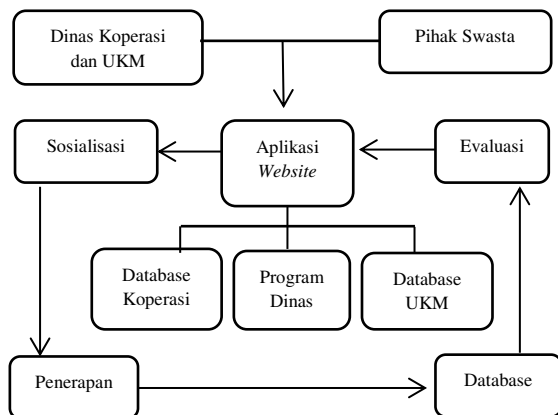 Dinas Koperasi
dan UKM
Pihak Swasta
Sosialisasi
Aplikasi
Website
Evaluasi
Database
Koperasi
Program
Dinas
Database
UKM
Penerapan
Database